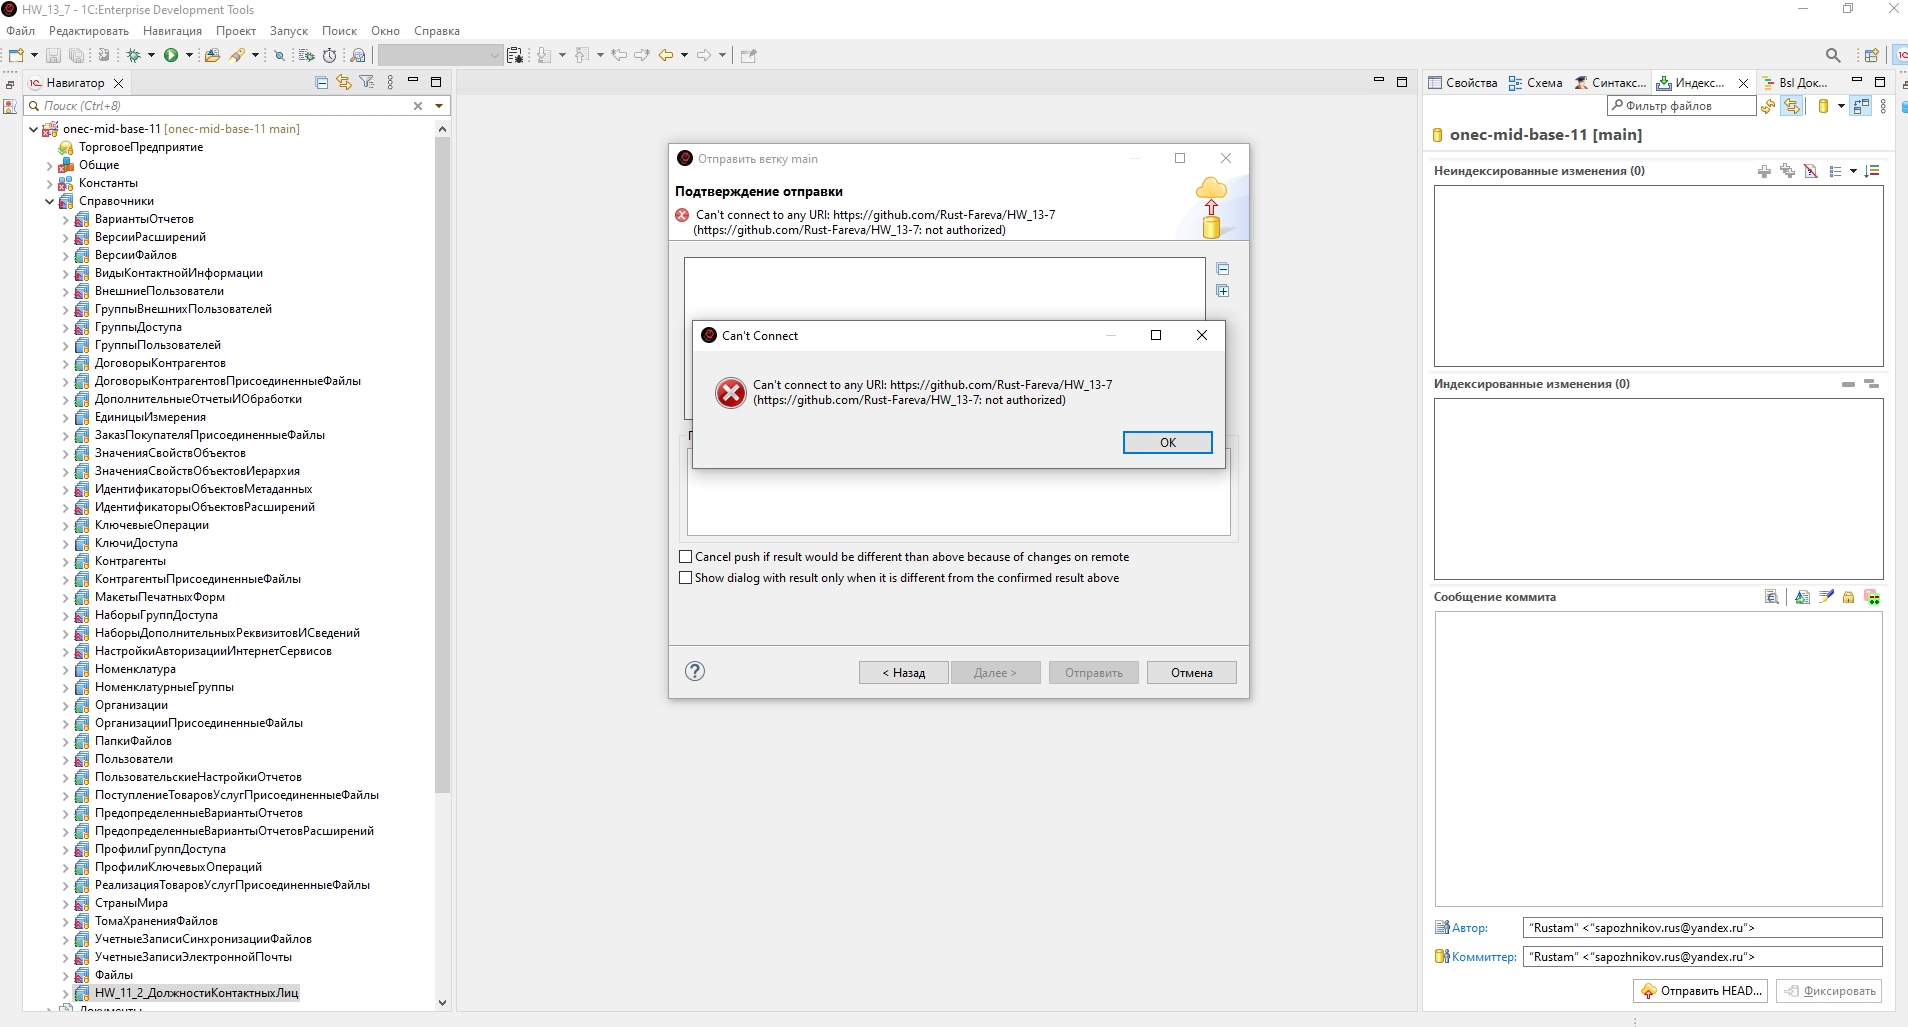 HW_13_7 - 1C:Enterprise Development Tools
Файл Редактировать Навигация Проект Запуск Поиск Окно Справка
Навигатор
Поиск (Ctrl+8)
onec-mid-base-11 [onec-mid-base-11 main]
ТорговоеПредприятие
Общие
Константы
Справочники
ВариантыОтчетов
ВерсииРасширений
ВерсииФайлов
ВидыКонтактнойИнформации
ВнешниеПользователи
ГруппыВнешнихПользователей
ГруппыДоступа
ГруппыПользователей
ДоговорыКонтрагентов
ДоговорыКонтрагентовПрисоединенныеФайлы
ДополнительныеОтчетыИОбработки
ЕдиницыИзмерения
ЗаказПокупателяПрисоединенныеФайлы
ЗначенияСвойствОбъектов
ЗначенияСвойствОбъектовИерархия
ИдентификаторыОбъектовМетаданных
ИдентификаторыОбъектовРасширений
КлючевыеОперации
КлючиДоступа
Контрагенты
КонтрагентыПрисоединенныеФайлы
МакетыПечатныхФорм
НаборыГруппДоступа
НаборыДополнительныхРеквизитовИСведений
НастройкиАвторизацииИнтернетСервисов
Номенклатура
НоменклатурныеГруппы
Организации
ОрганизацииПрисоединенныеФайлы
ПапкиФайлов
Пользователи
ПользовательскиеНастройкиОтчетов
ПоступлениеТоваровУслугПрисоединенныеФайлы
ПредопределенныеВариантыОтчетов
ПредопределенныеВариантыОтчетовРасширений
ПрофилиГруппДоступа
ПрофилиКлючевыхОпераций
РеализацияТоваровУслугПрисоединенныеФайлы
СтраныМира
ТомаХраненияФайлов
УчетныеЗаписиСинхронизацииФайлов
УчетныеЗаписиЭлектроннойПочты
Файлы
HW_11_2_ДолжностиКонтактныхЛиц
Документы
Отправить ветку main
Подтверждение отправки
Can't connect to any URI: https://github.com/Rust-Fareva/HW_13-7
(https://github.com/Rust-Fareva/HW_13-7: not authorized)
Can't Connect
Can't connect to any URI: https://github.com/Rust-Fareva/HW_13-7
(https://github.com/Rust-Fareva/HW_13-7: not authorized)
OK
Cancel push if result would be different than above because of changes on remote
Show dialog with result only when it is different from the confirmed result above
< Назад Далее > Отправить Отмена
Свойства Схема Синтакс... Индекс... Bsl Док...
Фильтр файлов
onec-mid-base-11 [main]
Неиндексированные изменения (0)
Индексированные изменения (0)
Сообщение коммита
Автор: "Rustam" <"sapozhnikov.rus@yandex.ru">
Коммиттер: "Rustam" <"sapozhnikov.rus@yandex.ru">
Отправить HEAD... Фиксировать